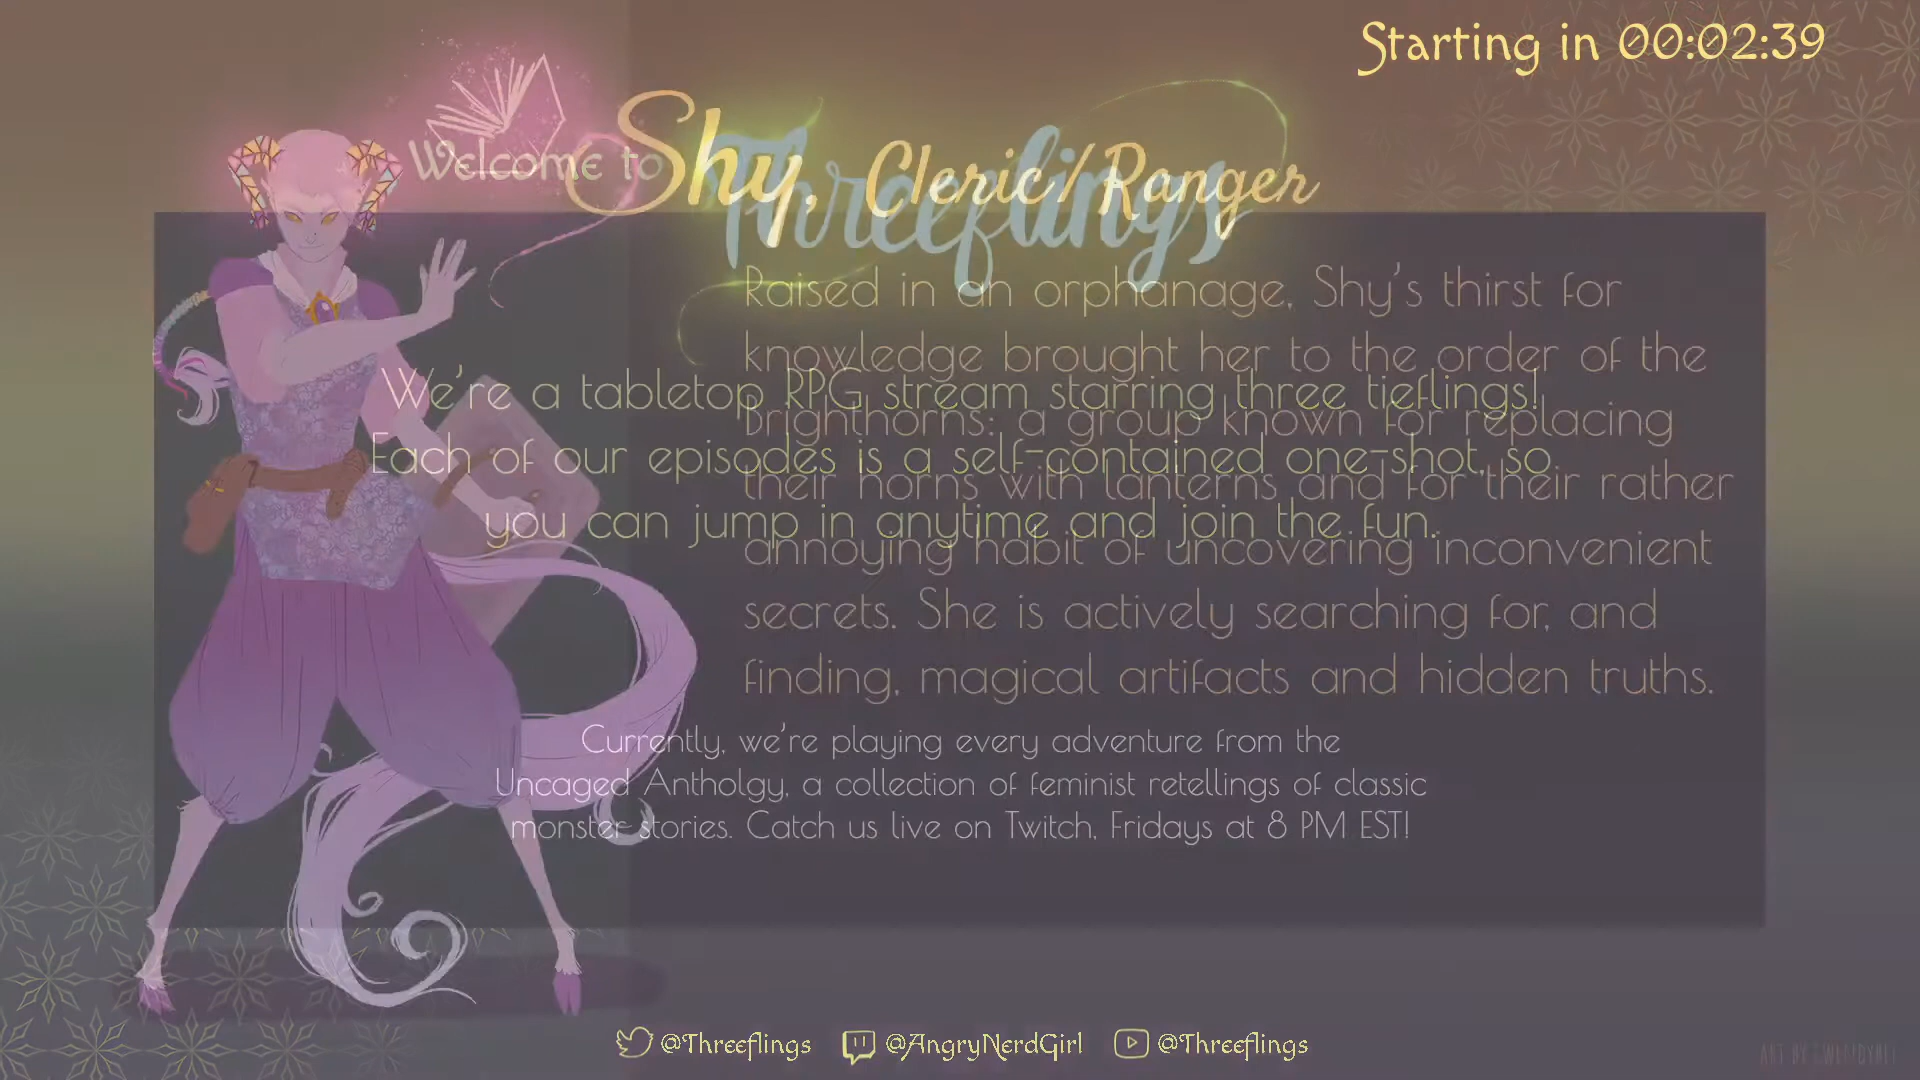 Starting in 00:02:39
Welcome to
Threeflings
We're a tabletop RPG stream starring three tieflings!
Each of our episodes is a self-contained one-shot, so
you can jump in anytime and join the fun.
Currently, we're playing every adventure from the
Uncaged Antholgy, a collection of feminist retellings of classic
monster stories. Catch us live on Twitch, Fridays at 8 PM EST!
Shy, Cleric/Ranger
Raised in an orphanage, Shy's thirst for
knowledge brought her to the order of the
Brighthorns: a group known for replacing
their horns with lanterns and for their rather
annoying habit of uncovering inconvenient
secrets. She is actively searching for, and
finding, magical artifacts and hidden truths.
@Threeflings @AngryNerdGirl @Threeflings
ART BY